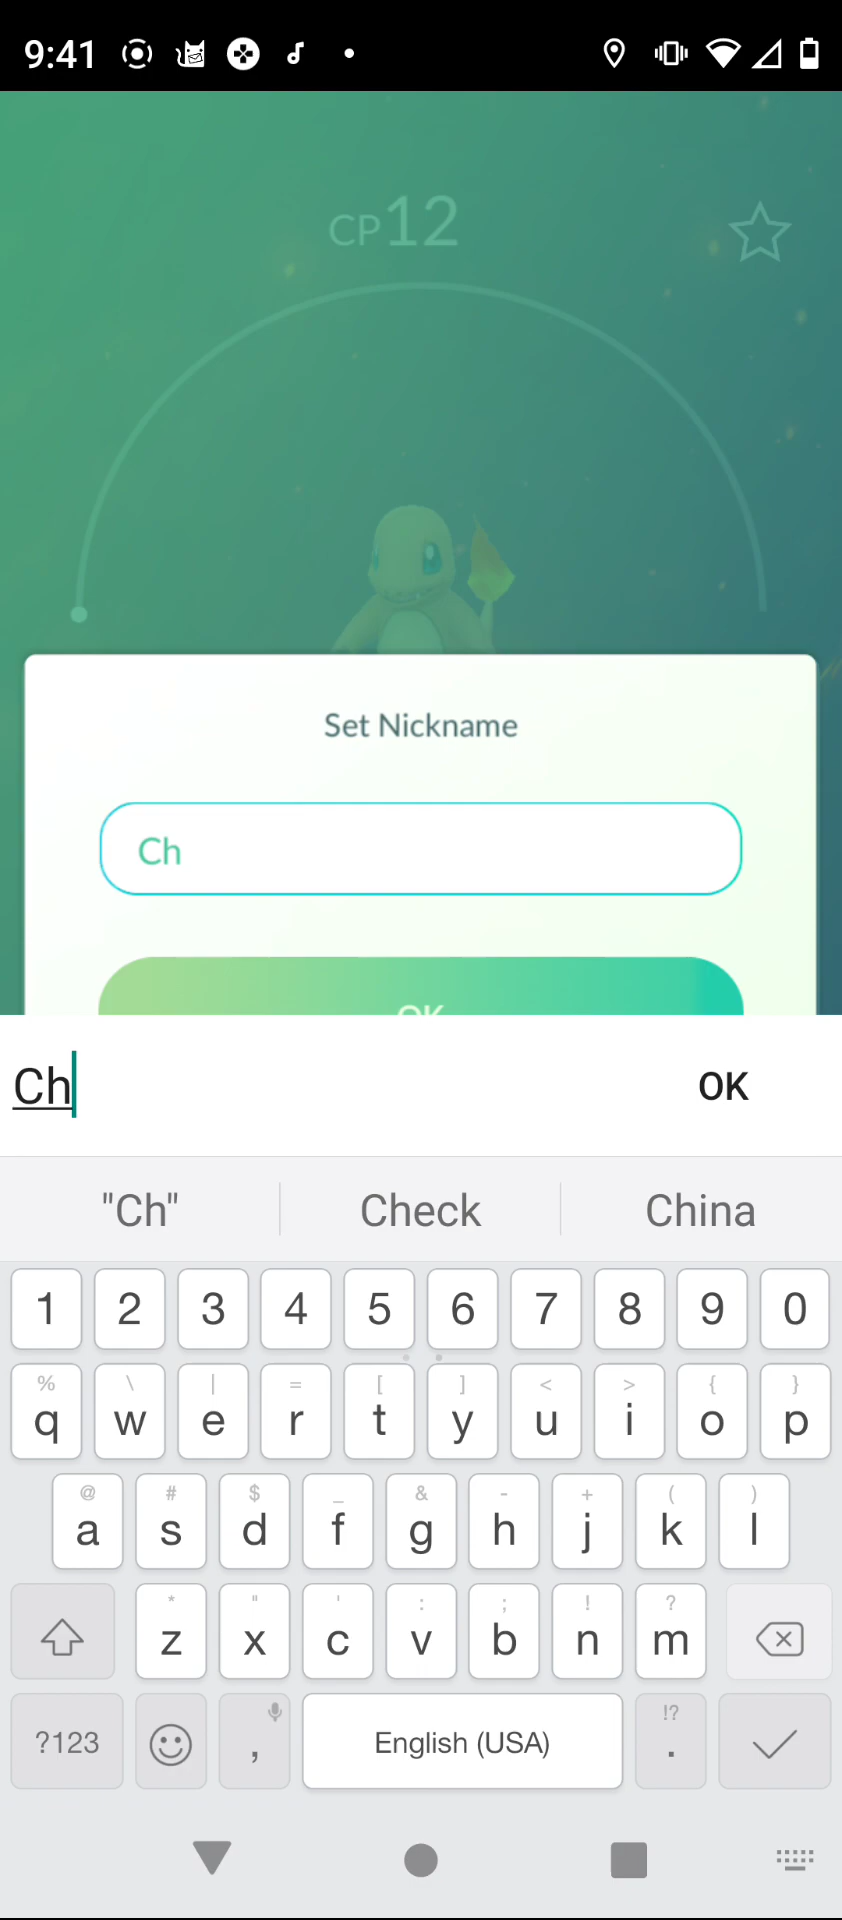 9:41
CP12
Set Nickname
Ch
OK
Ch OK
"Ch" Check China
1 2 3 4 5 6 7 8 9 0
% \ | = [ ] < > { }
q w e r t y u i o p
@ # $ _ & - + ( )
a s d f g h j k l
* " ' : ; ! ?
z x c v b n m
!?
?123 , English (USA) .